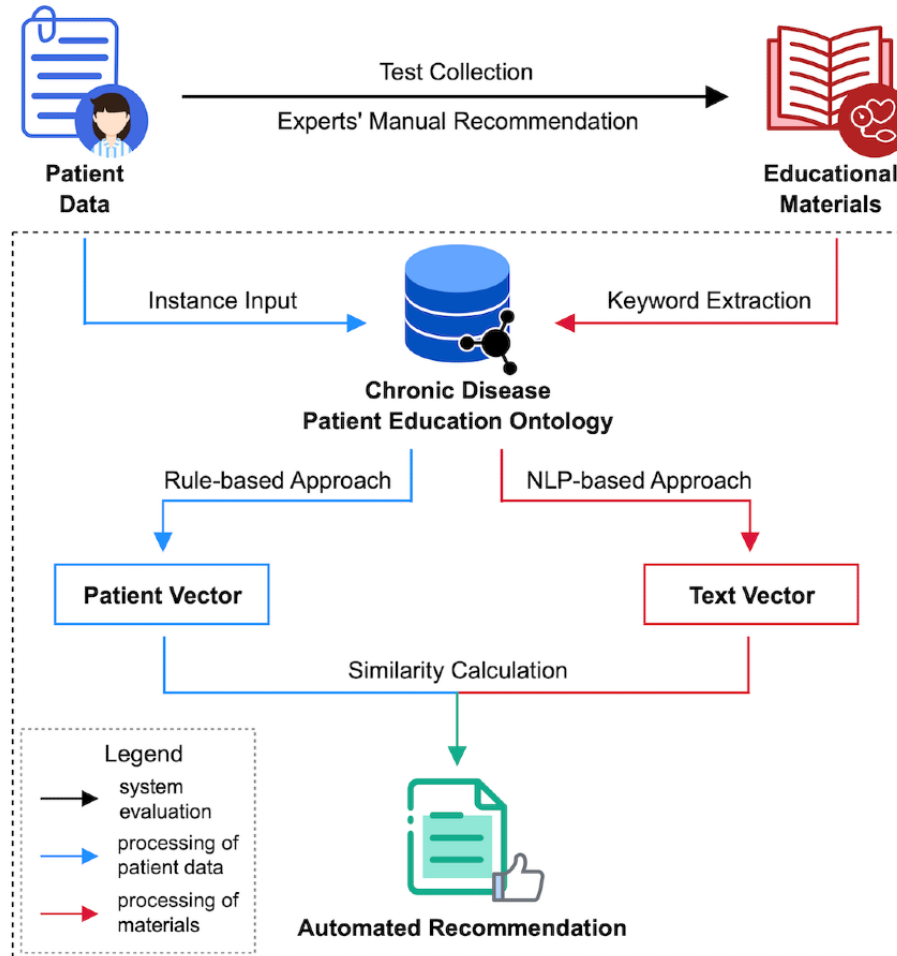 Test Collection
Experts' Manual Recommendation
Patient
Data
Educational
Materials
Instance Input
Keyword Extraction
Chronic Disease
Patient Education Ontology
Rule-based Approach
NLP-based Approach
Patient Vector
Text Vector
Similarity Calculation
Legend
system
evaluation
processing of
patient data
processing of
materials
Automated Recommendation